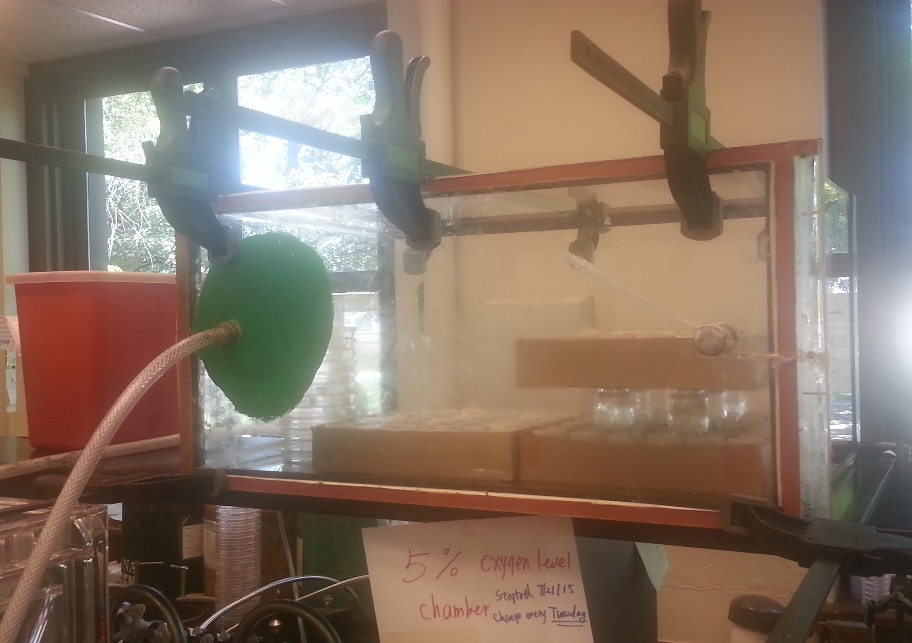 5% oxygen level
chamber
Started 7/21/15
Change every Tuesday